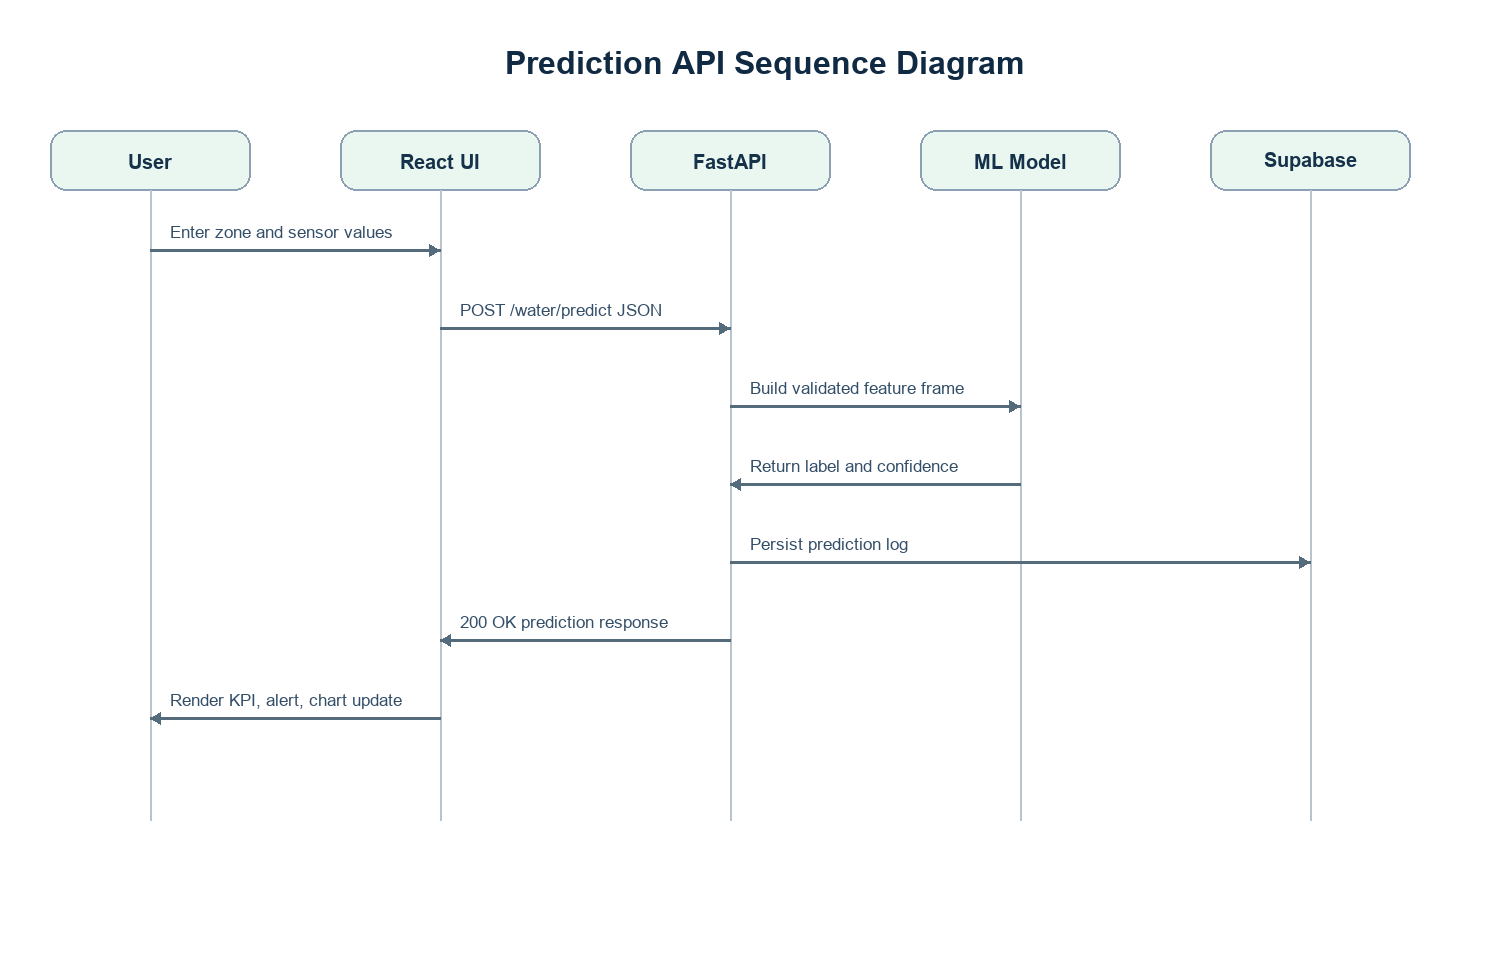 Prediction API Sequence Diagram
User
React UI
FastAPI
ML Model
Supabase
Enter zone and sensor values
POST /water/predict JSON
Build validated feature frame
Return label and confidence
Persist prediction log
200 OK prediction response
Render KPI, alert, chart update